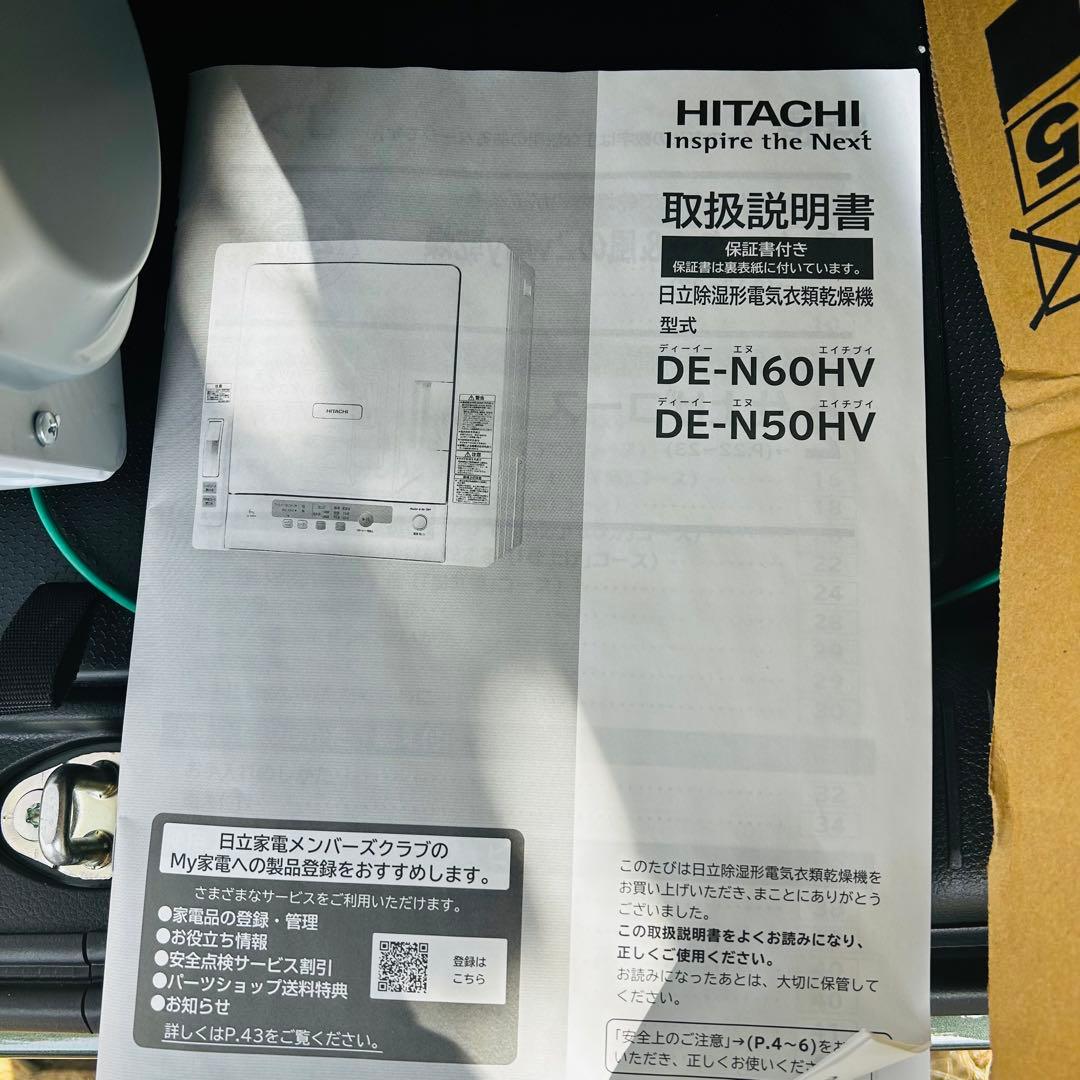 HITACHI
Inspire the Next
取扱説明書
保証書付き
保証書は裏表紙に付いています。
日立除湿形電気衣類乾燥機
型式
ディーイー エヌ エイチブイ
DE-N60HV
ディーイー エヌ エイチブイ
DE-N50HV
HITACHI
警告
注意
日立家電メンバーズクラブの
My家電への製品登録をおすすめします。
さまざまなサービスをご利用いただけます。
●家電品の登録・管理
●お役立ち情報
●安全点検サービス割引
●パーツショップ送料特典
●お知らせ
登録は
こちら
詳しくはP.43をご覧ください。
このたびは日立除湿形電気衣類乾燥機を
お買い上げいただき、まことにありがとう
ございました。
この取扱説明書をよくお読みになり、
正しくご使用ください。
お読みになったあとは、大切に保管して
ください。
「安全上のご注意」→(P.4~6)をお
いただき、正しくお使いくださ
5